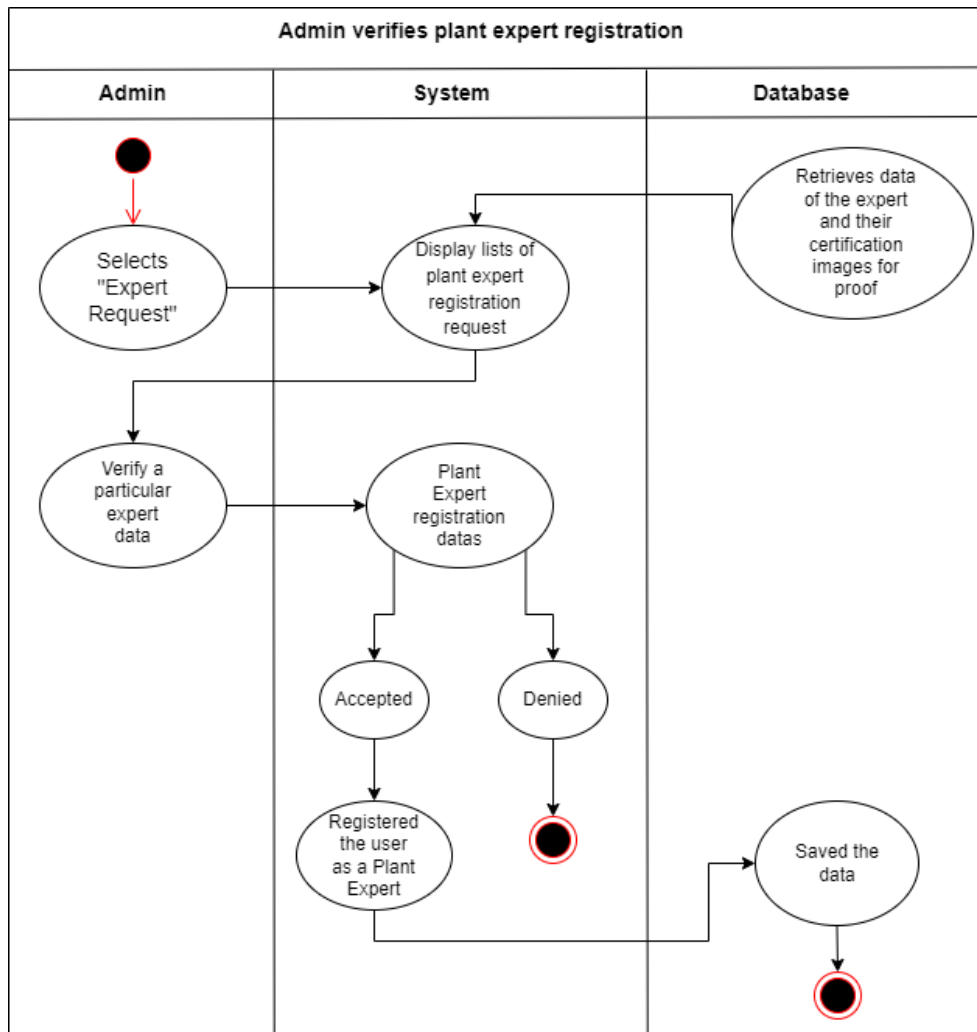 Admin verifies plant expert registration
Admin
System
Database
Selects
"Expert
Request"
Display lists of
plant expert
registration
request
Retrieves data
of the expert
and their
certification
images for
proof
Verify a
particular
expert
data
Plant
Expert
registration
datas
Accepted
Denied
Registered
the user
as a Plant
Expert
Saved the
data